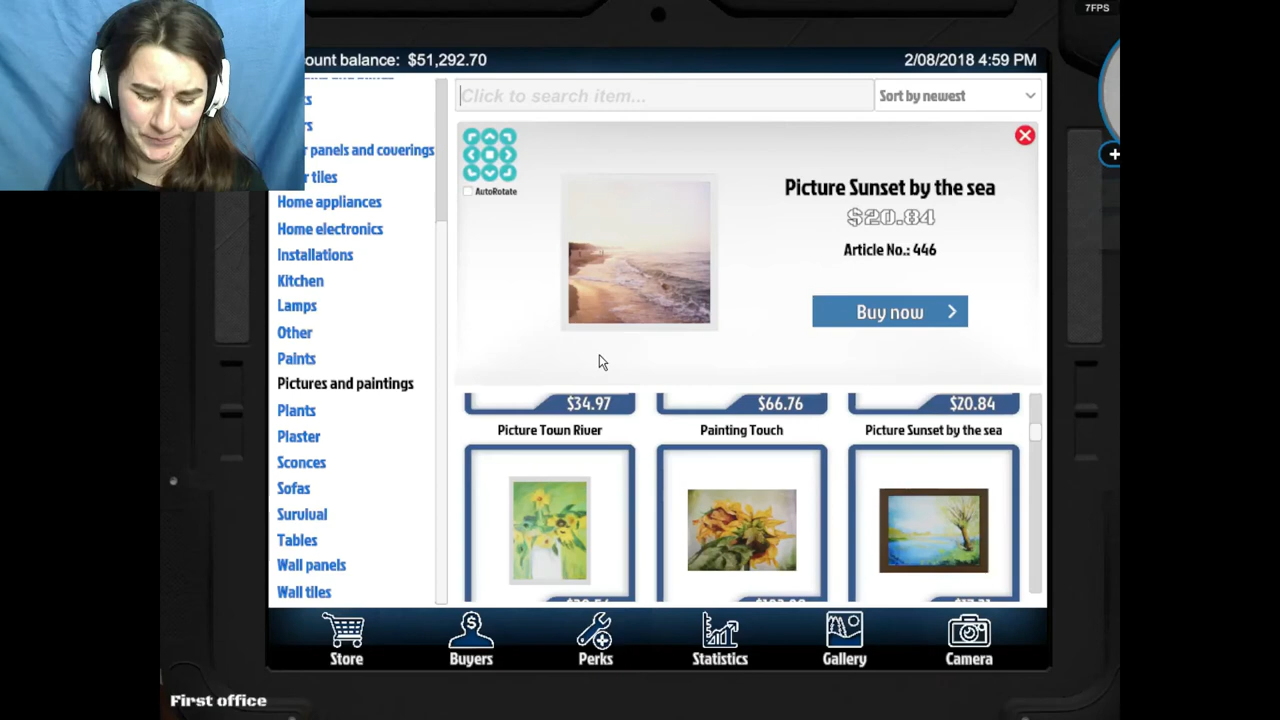 7FPS
ount balance: $51,292.70
2/08/2018 4:59 PM
Click to search item...
Sort by newest
r panels and coverings
r tiles
Home appliances
Home electronics
Installations
Kitchen
Lamps
Other
Paints
Pictures and paintings
Plants
Plaster
Sconces
Sofas
Survival
Tables
Wall panels
Wall tiles
AutoRotate
Picture Sunset by the sea
$20.84
Article No.: 446
Buy now
$34.97
$66.76
$20.84
Picture Town River
Painting Touch
Picture Sunset by the sea
Store
Buyers
Perks
Statistics
Gallery
Camera
First office